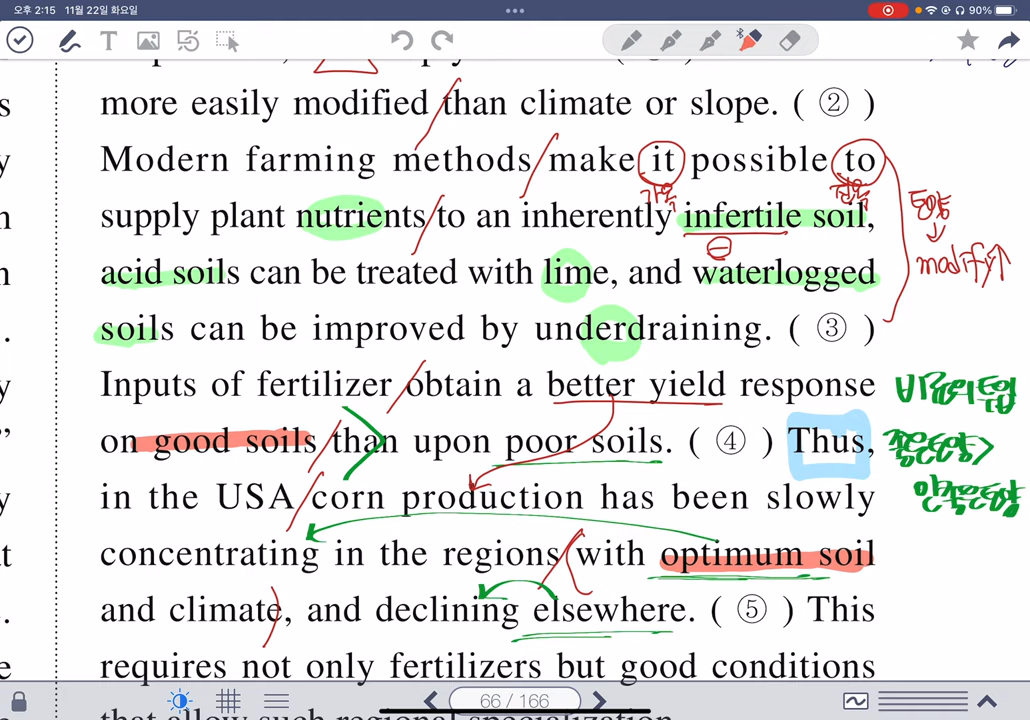 오후 2:15 11월 22일 화요일
90%
T
more easily modified than climate or slope. ( ② )
Modern farming methods make it possible to
가목 진목
supply plant nutrients to an inherently infertile soil,
토양
acid soils can be treated with lime, and waterlogged
modify↑
soils can be improved by underdraining. ( ③ )
Inputs of fertilizer obtain a better yield response
비료의 투입
on good soils than upon poor soils. ( ④ ) Thus,
좋은토양>
in the USA corn production has been slowly
안좋은토양
concentrating in the regions with optimum soil
and climate, and declining elsewhere. ( ⑤ ) This
requires not only fertilizers but good conditions
that allow such regional specialization
66 / 166